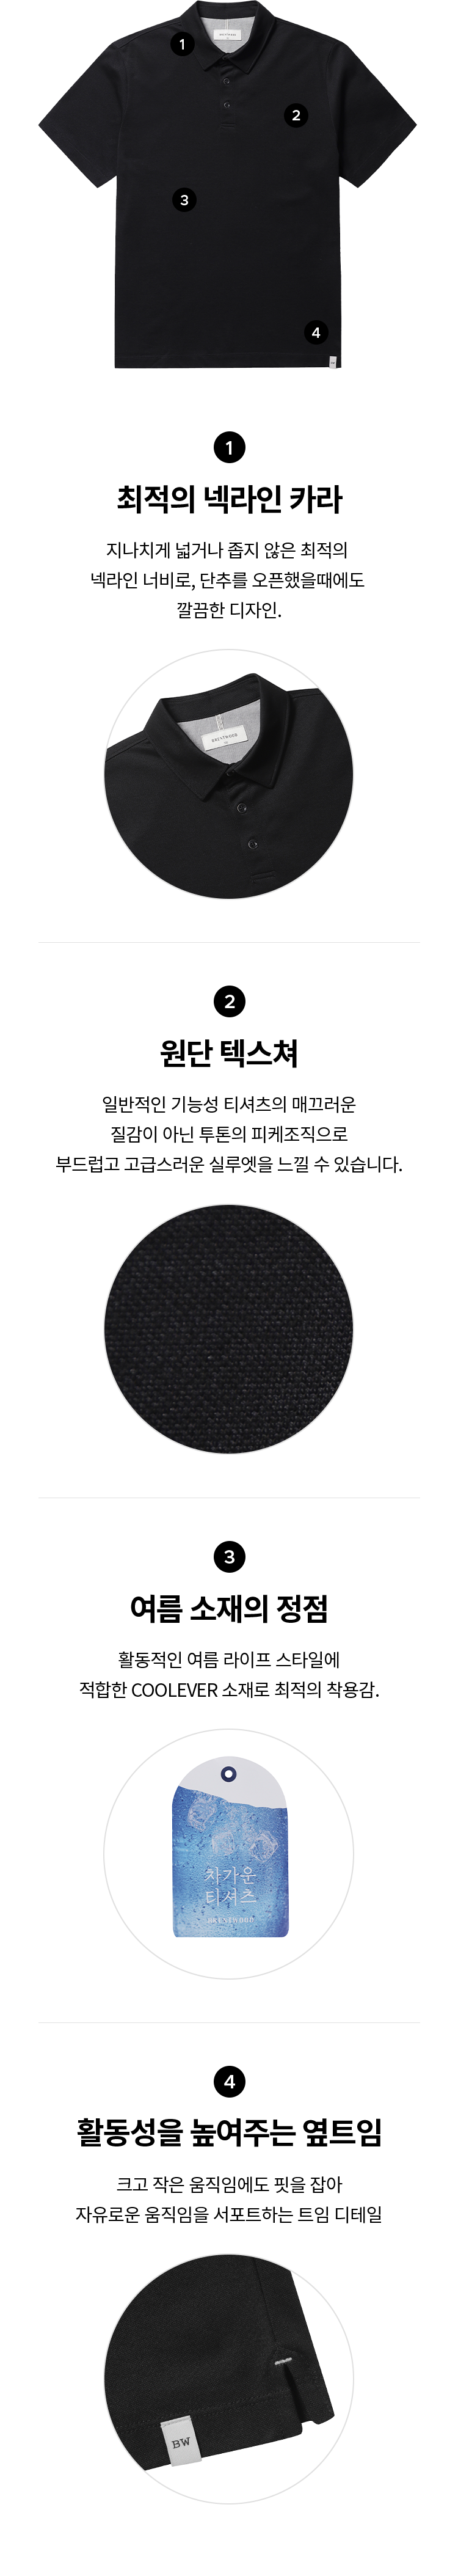 BRENTWOOD
1
2
3
4
1
최적의 넥라인 카라
지나치게 넓거나 좁지 않은 최적의
넥라인 너비로, 단추를 오픈했을때에도
깔끔한 디자인.
BRENTWOOD
2
원단 텍스쳐
일반적인 기능성 티셔츠의 매끄러운
질감이 아닌 투톤의 피케조직으로
부드럽고 고급스러운 실루엣을 느낄 수 있습니다.
3
여름 소재의 정점
활동적인 여름 라이프 스타일에
적합한 COOLEVER 소재로 최적의 착용감.
차가운
티셔츠
BRENTWOOD
4
활동성을 높여주는 옆트임
크고 작은 움직임에도 핏을 잡아
자유로운 움직임을 서포트하는 트임 디테일
BW